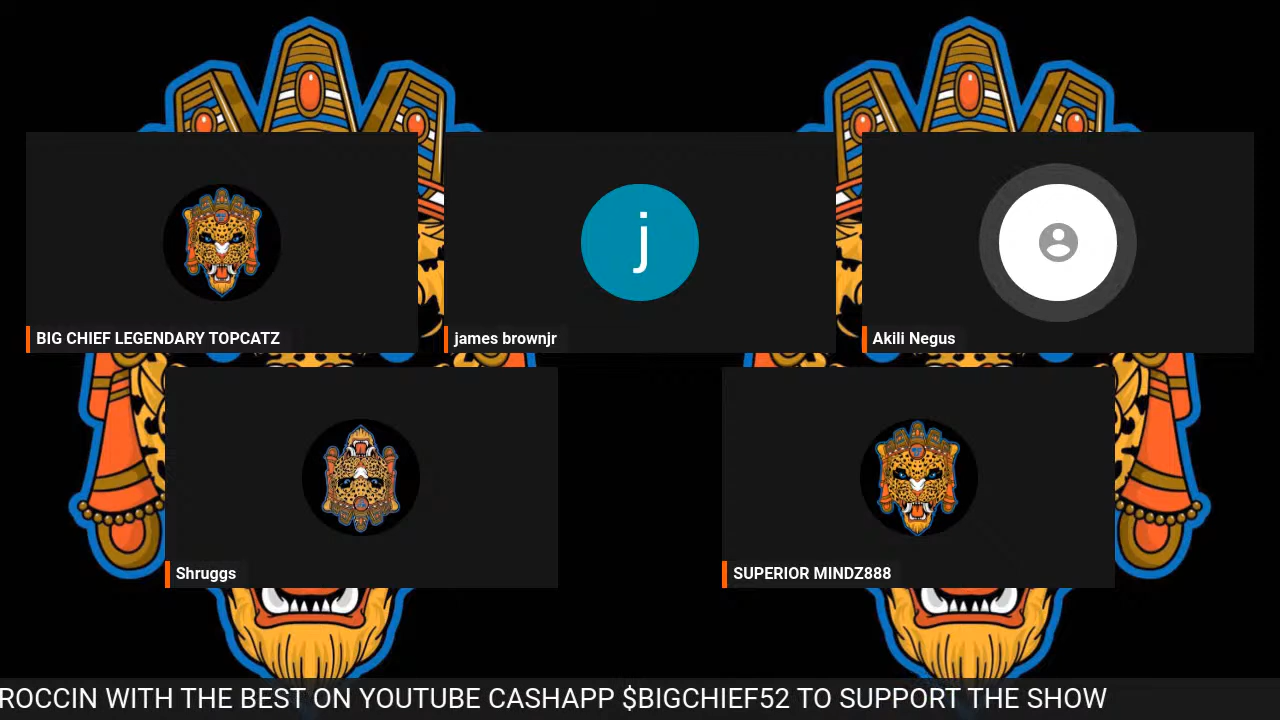 j
BIG CHIEF LEGENDARY TOPCATZ
james brownjr
Akili Negus
Shruggs
SUPERIOR MINDZ888
ROCCIN WITH THE BEST ON YOUTUBE CASHAPP $BIGCHIEF52 TO SUPPORT THE SHOW